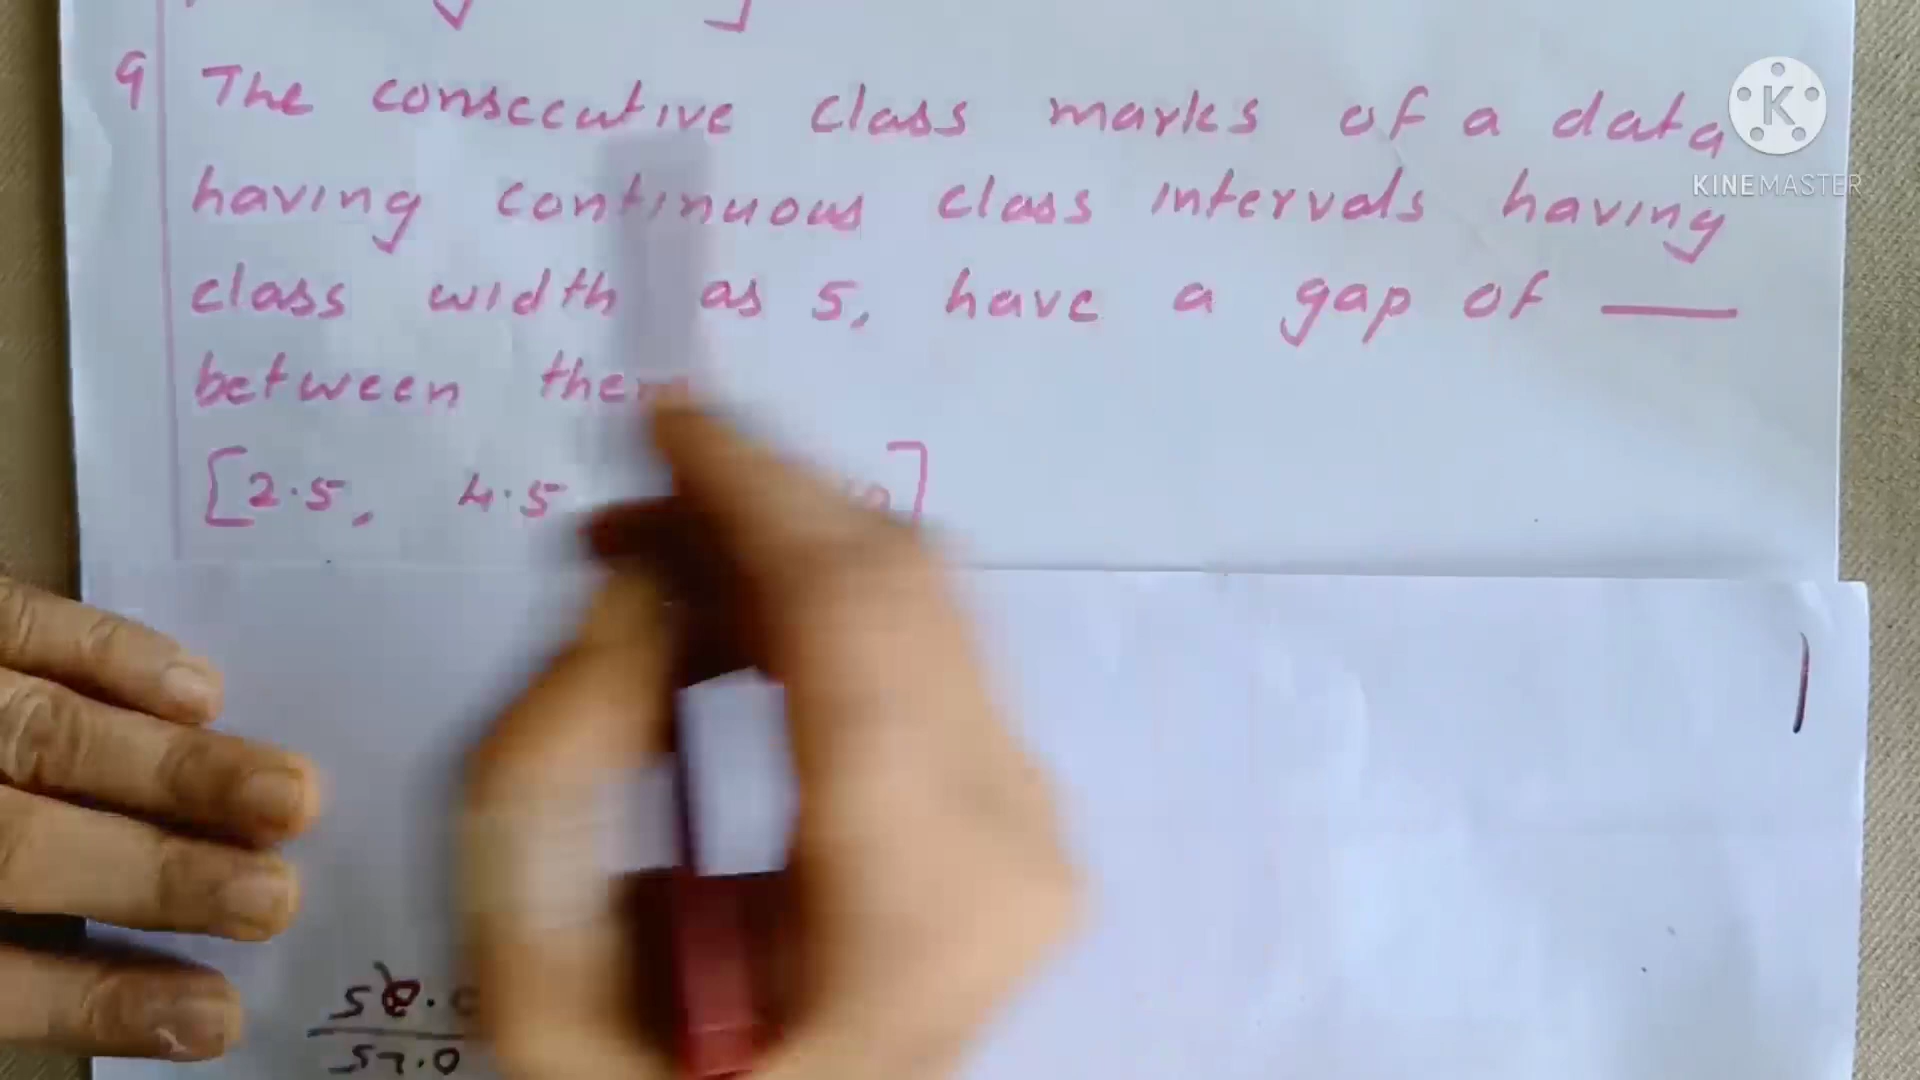 9 The consecutive class marks of a data
having continuous class intervals having
class width as 5, have a gap of ___
between them
[2.5, 4.5 ]
K
KINEMASTER